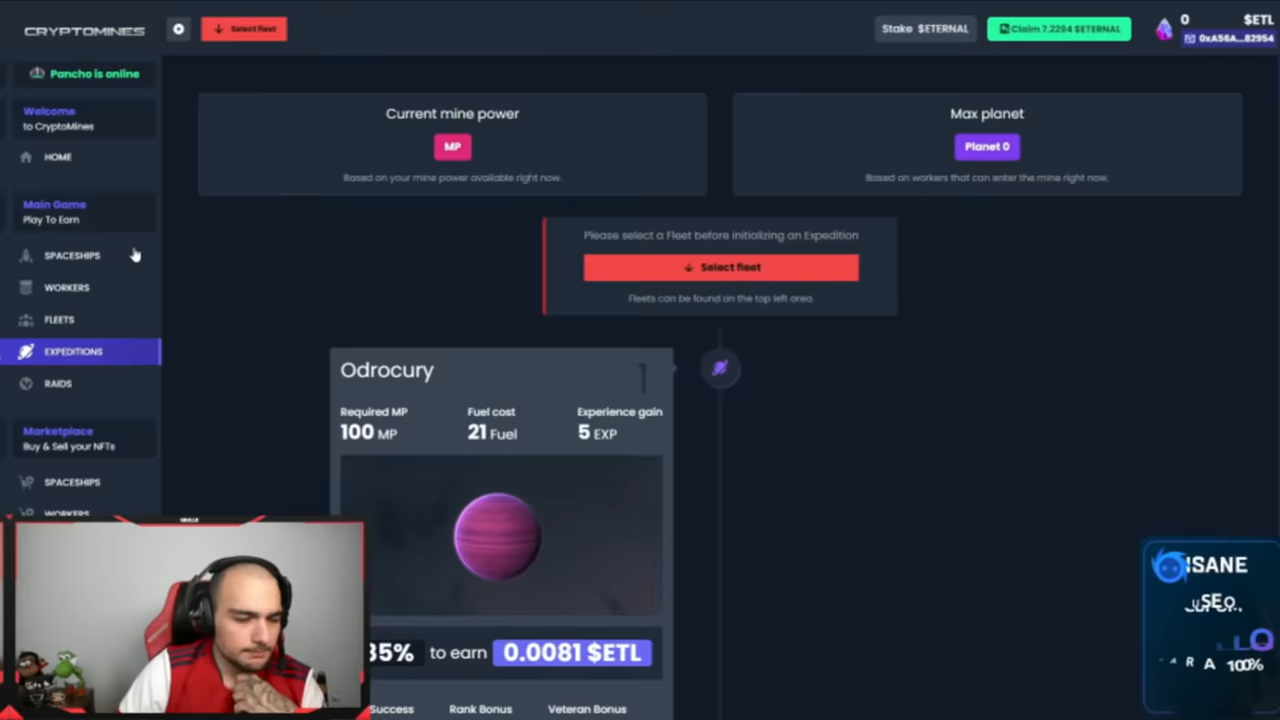 CRYPTOMINES
Select fleet
Stake $ETERNAL
Claim 7.2294 $ETERNAL
0
$ETL
0xA56A...82954
Pancho is online
Welcome
to CryptoMines
HOME
Main Game
Play To Earn
SPACESHIPS
WORKERS
FLEETS
EXPEDITIONS
RAIDS
Marketplace
Buy & Sell your NFTs
SPACESHIPS
WORKERS
Current mine power
MP
Based on your mine power available right now.
Max planet
Planet 0
Based on workers that can enter the mine right now.
Please select a Fleet before initializing an Expedition
Select fleet
Fleets can be found on the top left area.
Odrocury
1
Required MP
Fuel cost
Experience gain
100 MP
21 Fuel
5 EXP
35% to earn 0.0081 $ETL
Success
Rank Bonus
Veteran Bonus
100%